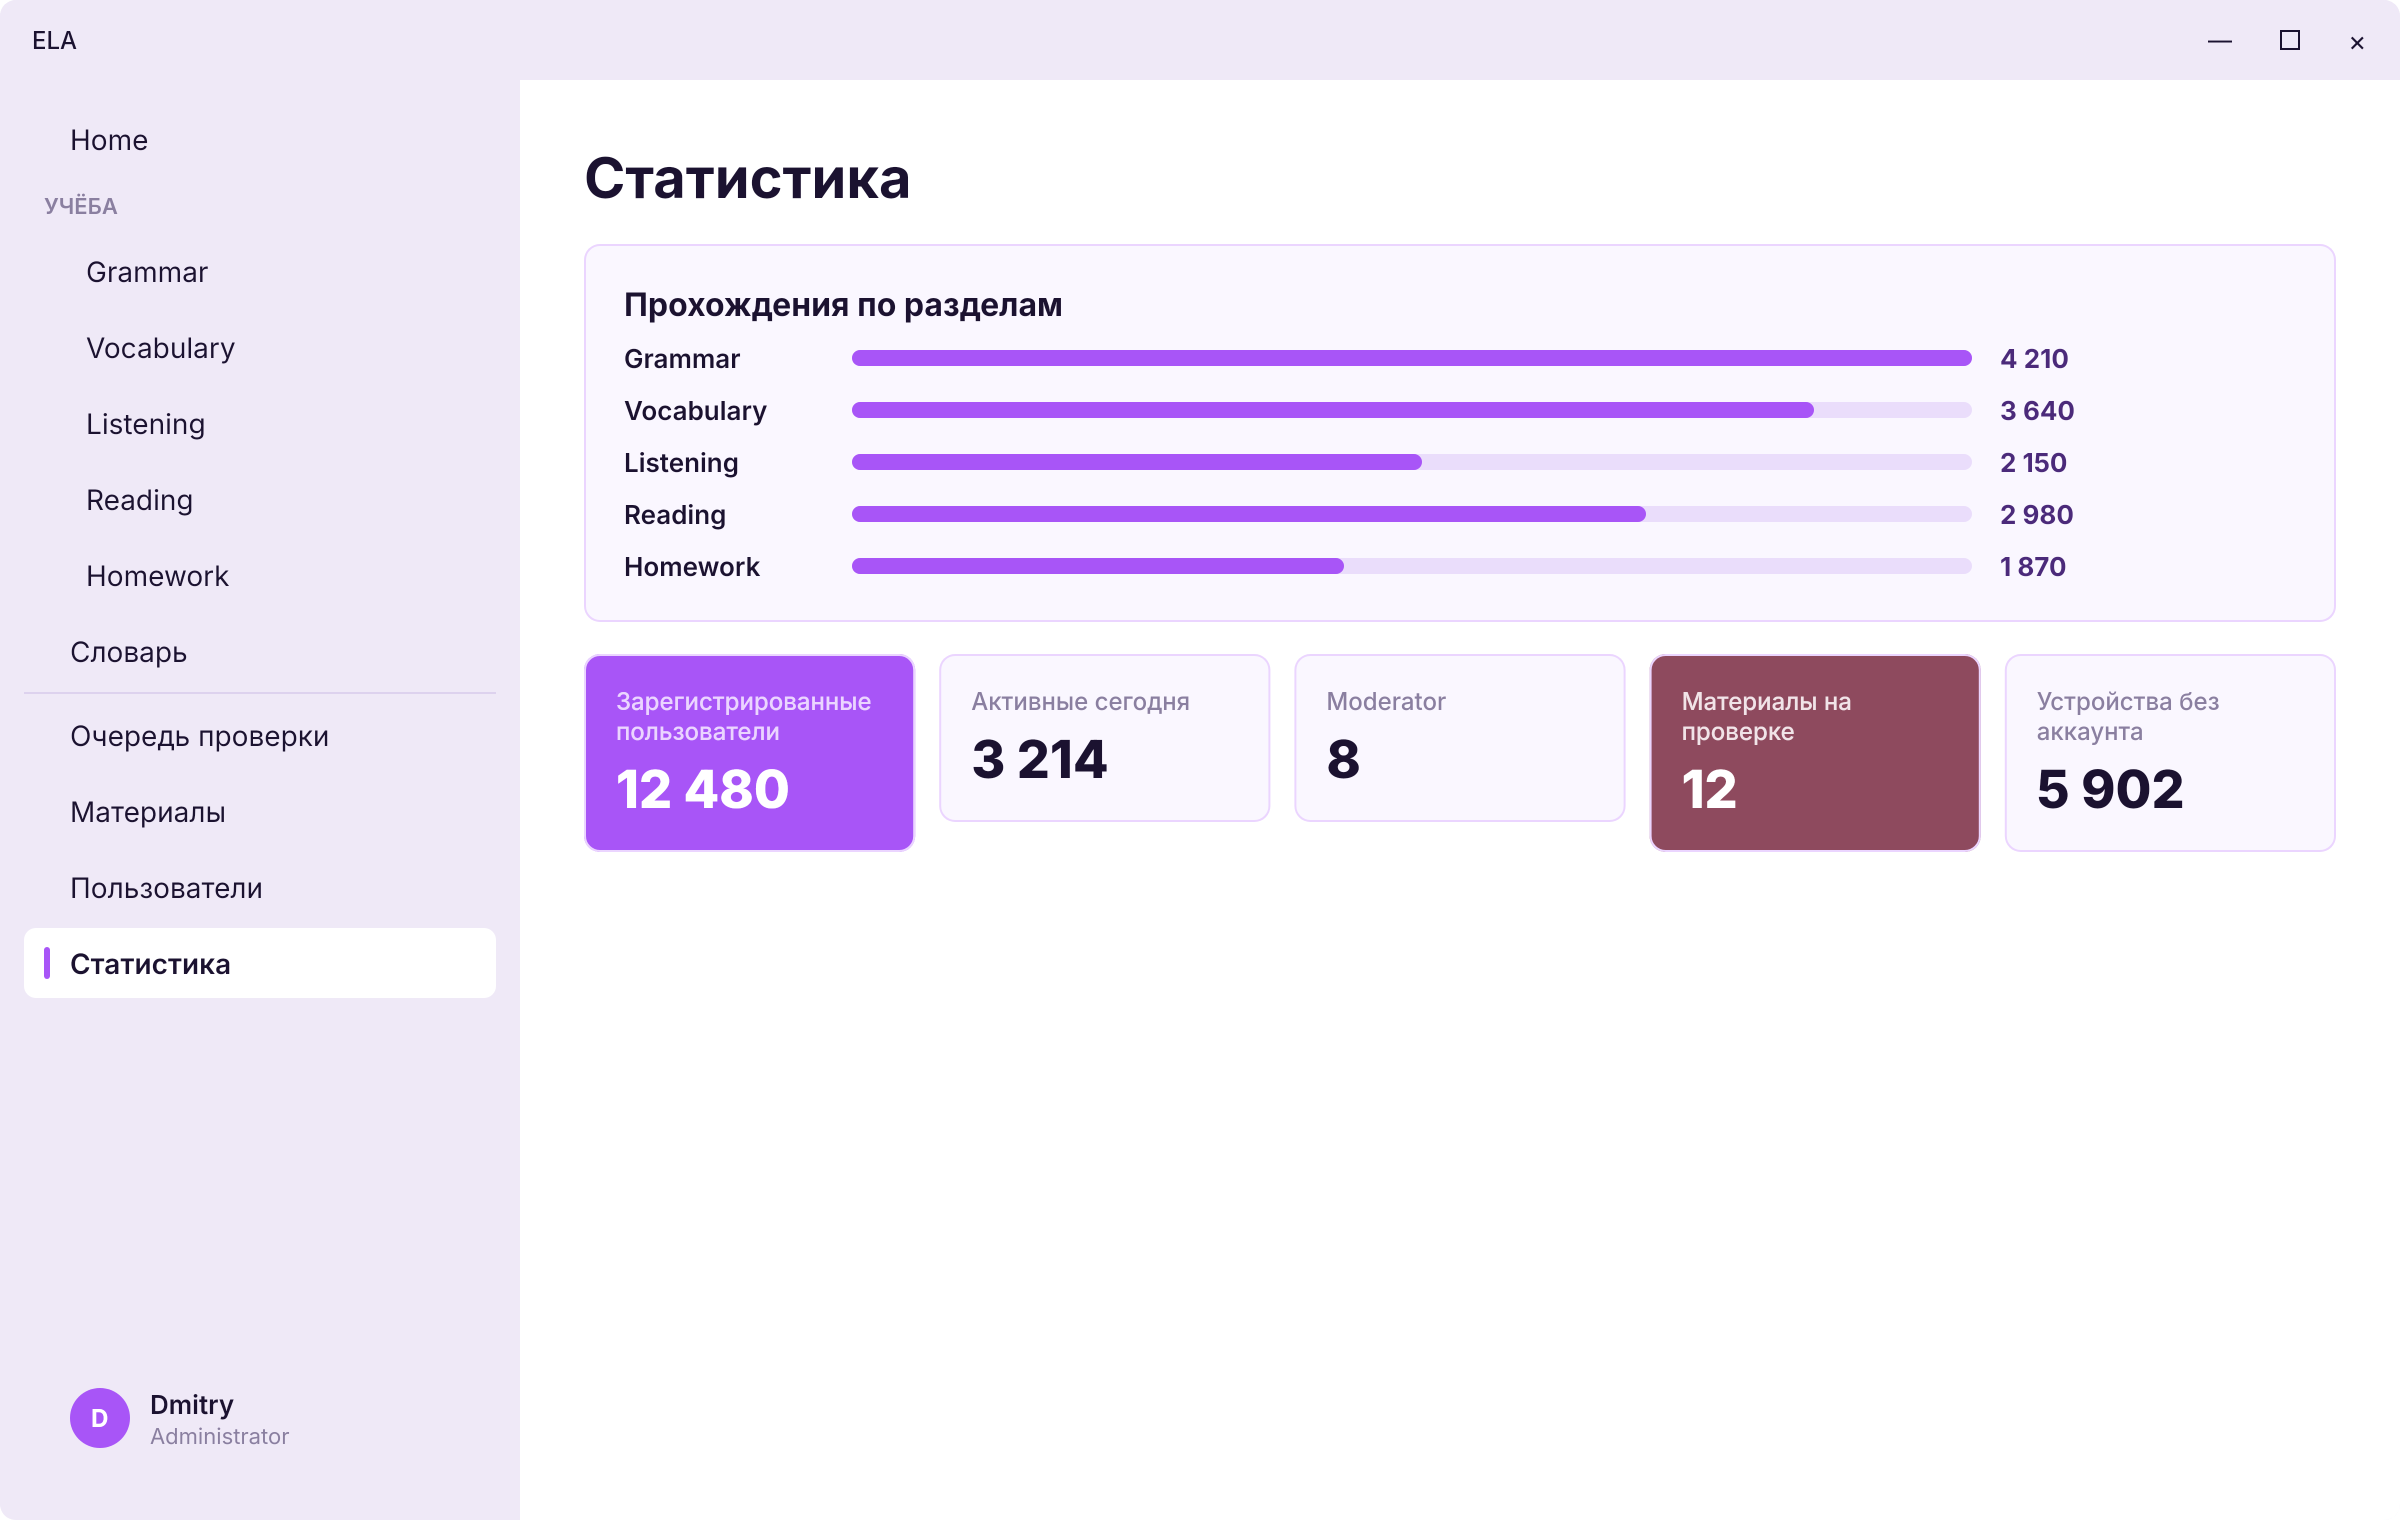 ELA
Home
УЧЁБА
Grammar
Vocabulary
Listening
Reading
Homework
Словарь
Очередь проверки
Материалы
Пользователи
Статистика
D
Dmitry
Administrator
Статистика
Прохождения по разделам
Grammar 4 210
Vocabulary 3 640
Listening 2 150
Reading 2 980
Homework 1 870
Зарегистрированные
пользователи
12 480
Активные сегодня
3 214
Moderator
8
Материалы на
проверке
12
Устройства без
аккаунта
5 902